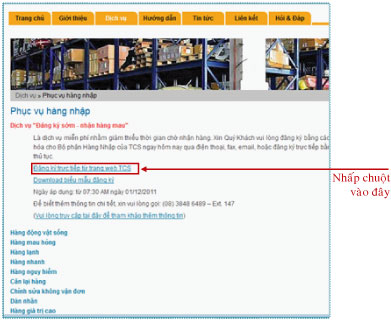 Trang chủ Giới thiệu Dịch vụ Hướng dẫn Tin tức Liên kết Hỏi & Đáp
Dịch vụ » Phục vụ hàng nhập
Phục vụ hàng nhập
Dịch vụ "Đăng ký sớm - nhận hàng mau"
Là dịch vụ miễn phí nhằm giảm thiểu thời gian chờ nhận hàng. Xin Quý Khách vui lòng đăng ký bằng các
hóa cho Bộ phận Hàng Nhập của TCS ngay hôm nay qua điện thoại, fax, email, hoặc đăng ký trực tiếp bằn
thủ tục.
Đăng ký trực tiếp từ trang web TCS
Nhấp chuột
vào đây
Download biểu mẫu đăng ký
Ngày áp dụng: từ 07:30 AM ngày 01/12/2011
Để biết thêm thông tin chi tiết, xin vui lòng gọi: (08) 3848 6489 – Ext. 147
(Vui lòng truy cập tại đây để tham khảo thêm thông tin)
Hàng động vật sống
Hàng mau hỏng
Hàng lạnh
Hàng nhanh
Hàng nguy hiểm
Cân lại hàng
Chỉnh sửa không vận đơn
Dán nhãn
Hàng giá trị cao